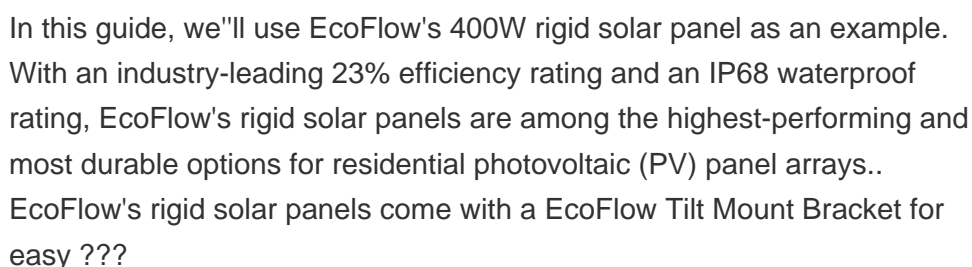 In this guide, we"ll use EcoFlow's 400W rigid solar panel as an example.
With an industry-leading 23% efficiency rating and an IP68 waterproof
rating, EcoFlow's rigid solar panels are among the highest-performing and
most durable options for residential photovoltaic (PV) panel arrays..
EcoFlow's rigid solar panels come with a EcoFlow Tilt Mount Bracket for
easy ???